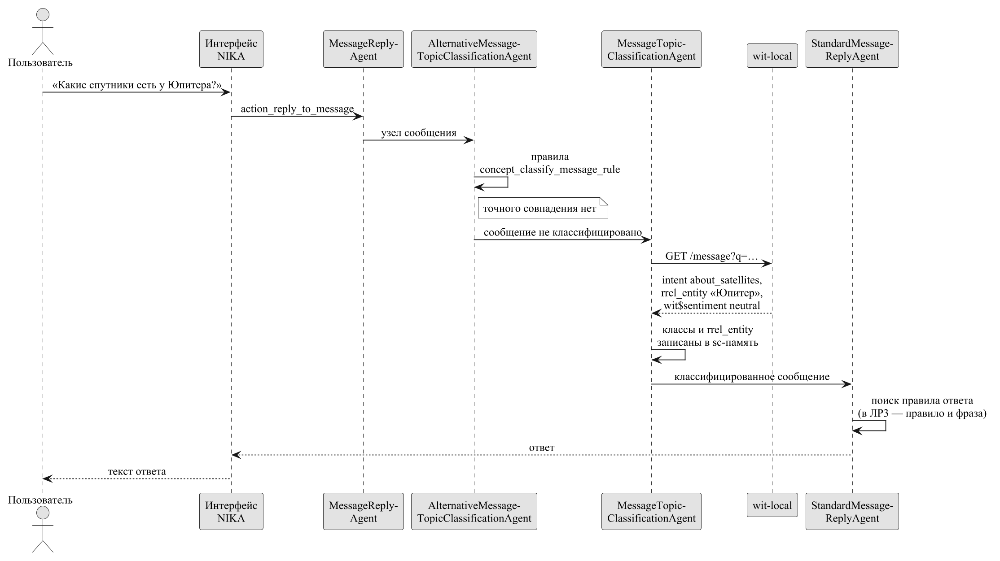 Пользователь
Интерфейс
NIKA
MessageReply-
Agent
AlternativeMessage-
TopicClassificationAgent
MessageTopic-
ClassificationAgent
wit-local
StandardMessage-
ReplyAgent
«Какие спутники есть у Юпитера?»
action_reply_to_message
узел сообщения
правила
concept_classify_message_rule
точного совпадения нет
сообщение не классифицировано
GET /message?q=…
intent about_satellites,
rrel_entity «Юпитер»,
wit$sentiment neutral
классы и rrel_entity
записаны в sc-память
классифицированное сообщение
поиск правила ответа
(в ЛР3 — правило и фраза)
ответ
текст ответа
Пользователь
Интерфейс
NIKA
MessageReply-
Agent
AlternativeMessage-
TopicClassificationAgent
MessageTopic-
ClassificationAgent
wit-local
StandardMessage-
ReplyAgent